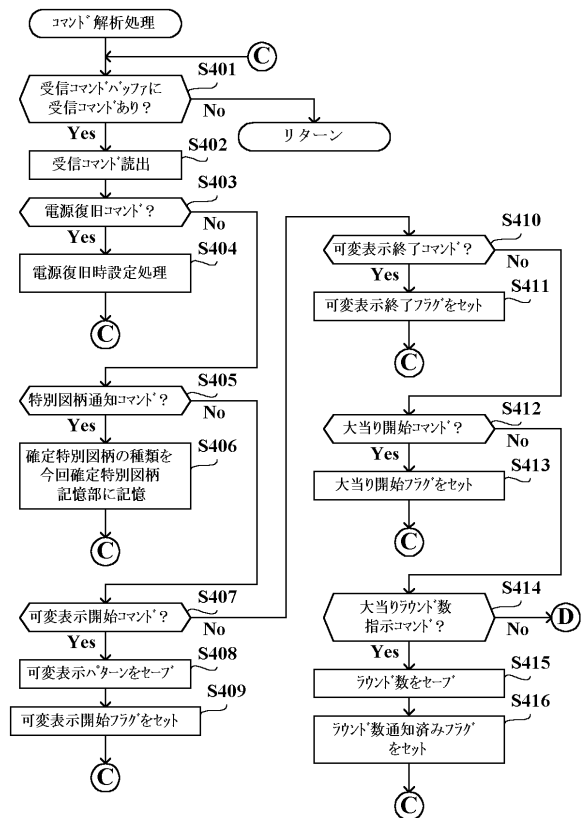 コマンド解析処理
C
S401
受信コマンドバッファに
受信コマンドあり？
No
Yes
リターン
S402
受信コマンド読出
S403
電源復旧コマンド？
No
Yes
S404
電源復旧時設定処理
C
S405
特別図柄通知コマンド？
No
Yes
S406
確定特別図柄の種類を
今回確定特別図柄
記憶部に記憶
C
S407
可変表示開始コマンド？
No
Yes
S408
可変表示パターンをセーブ
S409
可変表示開始フラグをセット
C
S410
可変表示終了コマンド？
No
Yes
S411
可変表示終了フラグをセット
C
S412
大当り開始コマンド？
No
Yes
S413
大当り開始フラグをセット
C
S414
大当りラウンド数
指示コマンド？
No
D
Yes
S415
ラウンド数をセーブ
S416
ラウンド数通知済みフラグ
をセット
C